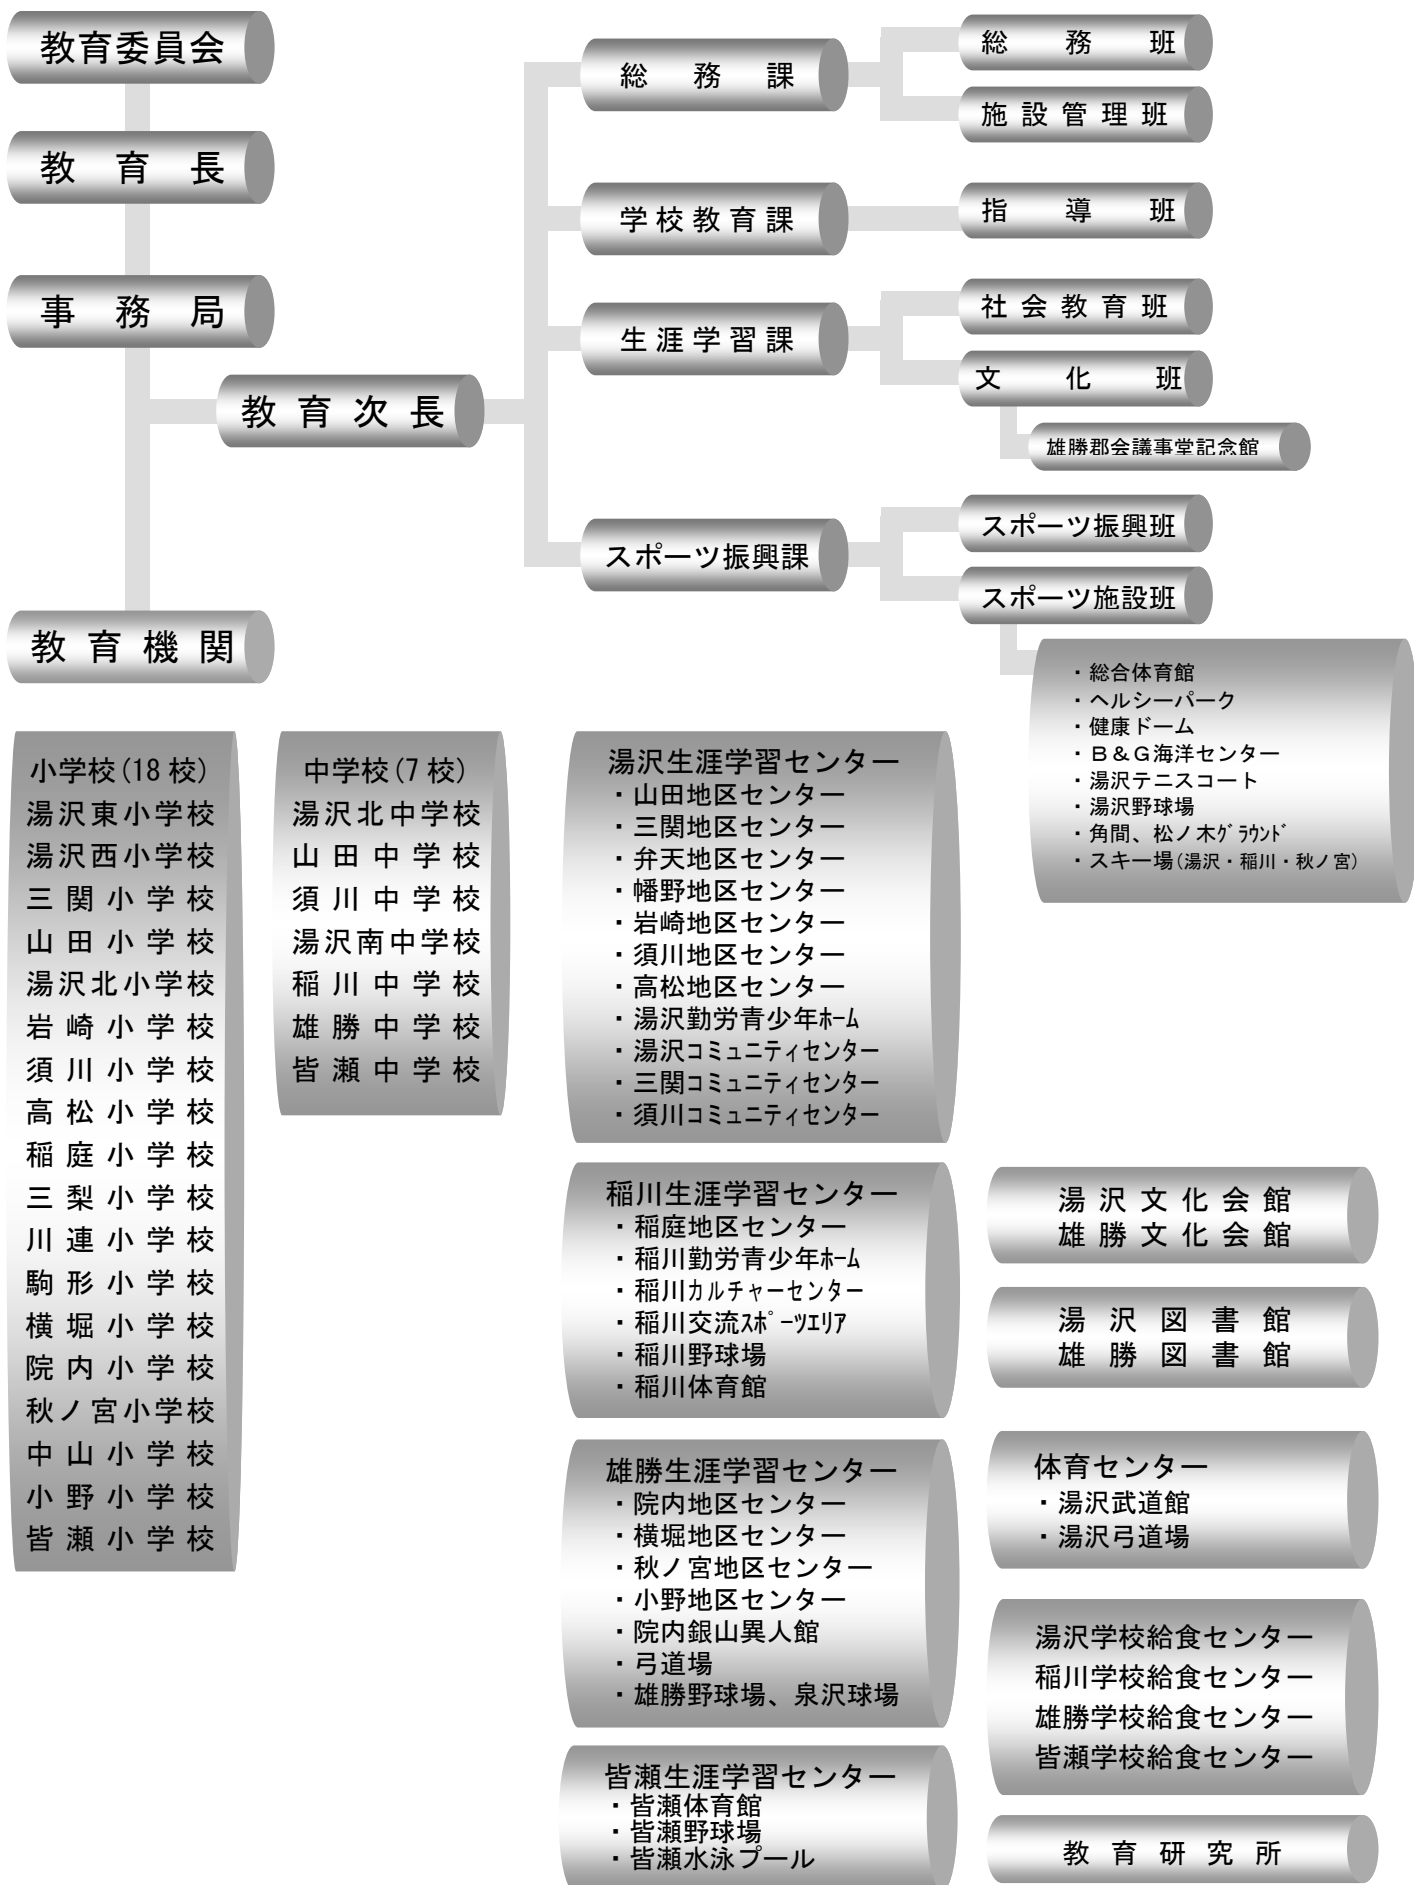 教育委員会
教育長
事務局
教育次長
教育機関
総務課
総務班
施設管理班
学校教育課
指導班
生涯学習課
社会教育班
文化班
雄勝郡会議事堂記念館
スポーツ振興課
スポーツ振興班
スポーツ施設班
・総合体育館
・ヘルシーパーク
・健康ドーム
・Ｂ＆Ｇ海洋センター
・湯沢テニスコート
・湯沢野球場
・角間、松ノ木ｸﾞﾗｳﾝﾄﾞ
・スキー場(湯沢・稲川・秋ノ宮)
小学校(18校)
湯沢東小学校
湯沢西小学校
三関小学校
山田小学校
湯沢北小学校
岩崎小学校
須川小学校
高松小学校
稲庭小学校
三梨小学校
川連小学校
駒形小学校
横堀小学校
院内小学校
秋ノ宮小学校
中山小学校
小野小学校
皆瀬小学校
中学校(7校)
湯沢北中学校
山田中学校
須川中学校
湯沢南中学校
稲川中学校
雄勝中学校
皆瀬中学校
湯沢生涯学習センター
・山田地区センター
・三関地区センター
・弁天地区センター
・幡野地区センター
・岩崎地区センター
・須川地区センター
・高松地区センター
・湯沢勤労青少年ﾎｰﾑ
・湯沢コミュニティセンター
・三関コミュニティセンター
・須川コミュニティセンター
稲川生涯学習センター
・稲庭地区センター
・稲川勤労青少年ﾎｰﾑ
・稲川カルチャーセンター
・稲川交流ｽﾎﾟｰﾂｴﾘｱ
・稲川野球場
・稲川体育館
雄勝生涯学習センター
・院内地区センター
・横堀地区センター
・秋ノ宮地区センター
・小野地区センター
・院内銀山異人館
・弓道場
・雄勝野球場、泉沢球場
皆瀬生涯学習センター
・皆瀬体育館
・皆瀬野球場
・皆瀬水泳プール
湯沢文化会館
雄勝文化会館
湯沢図書館
雄勝図書館
体育センター
・湯沢武道館
・湯沢弓道場
湯沢学校給食センター
稲川学校給食センター
雄勝学校給食センター
皆瀬学校給食センター
教育研究所